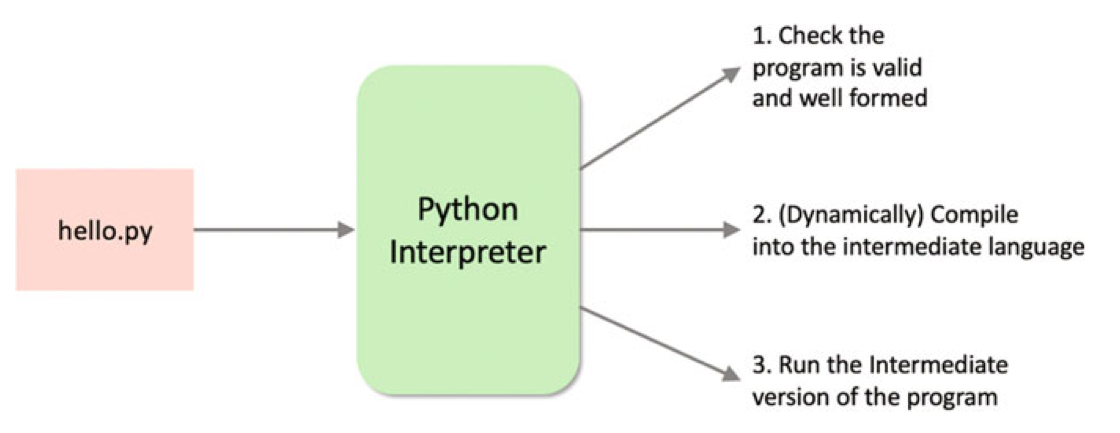 hello.py
Python
Interpreter
1. Check the
program is valid
and well formed
2. (Dynamically) Compile
into the intermediate language
3. Run the Intermediate
version of the program